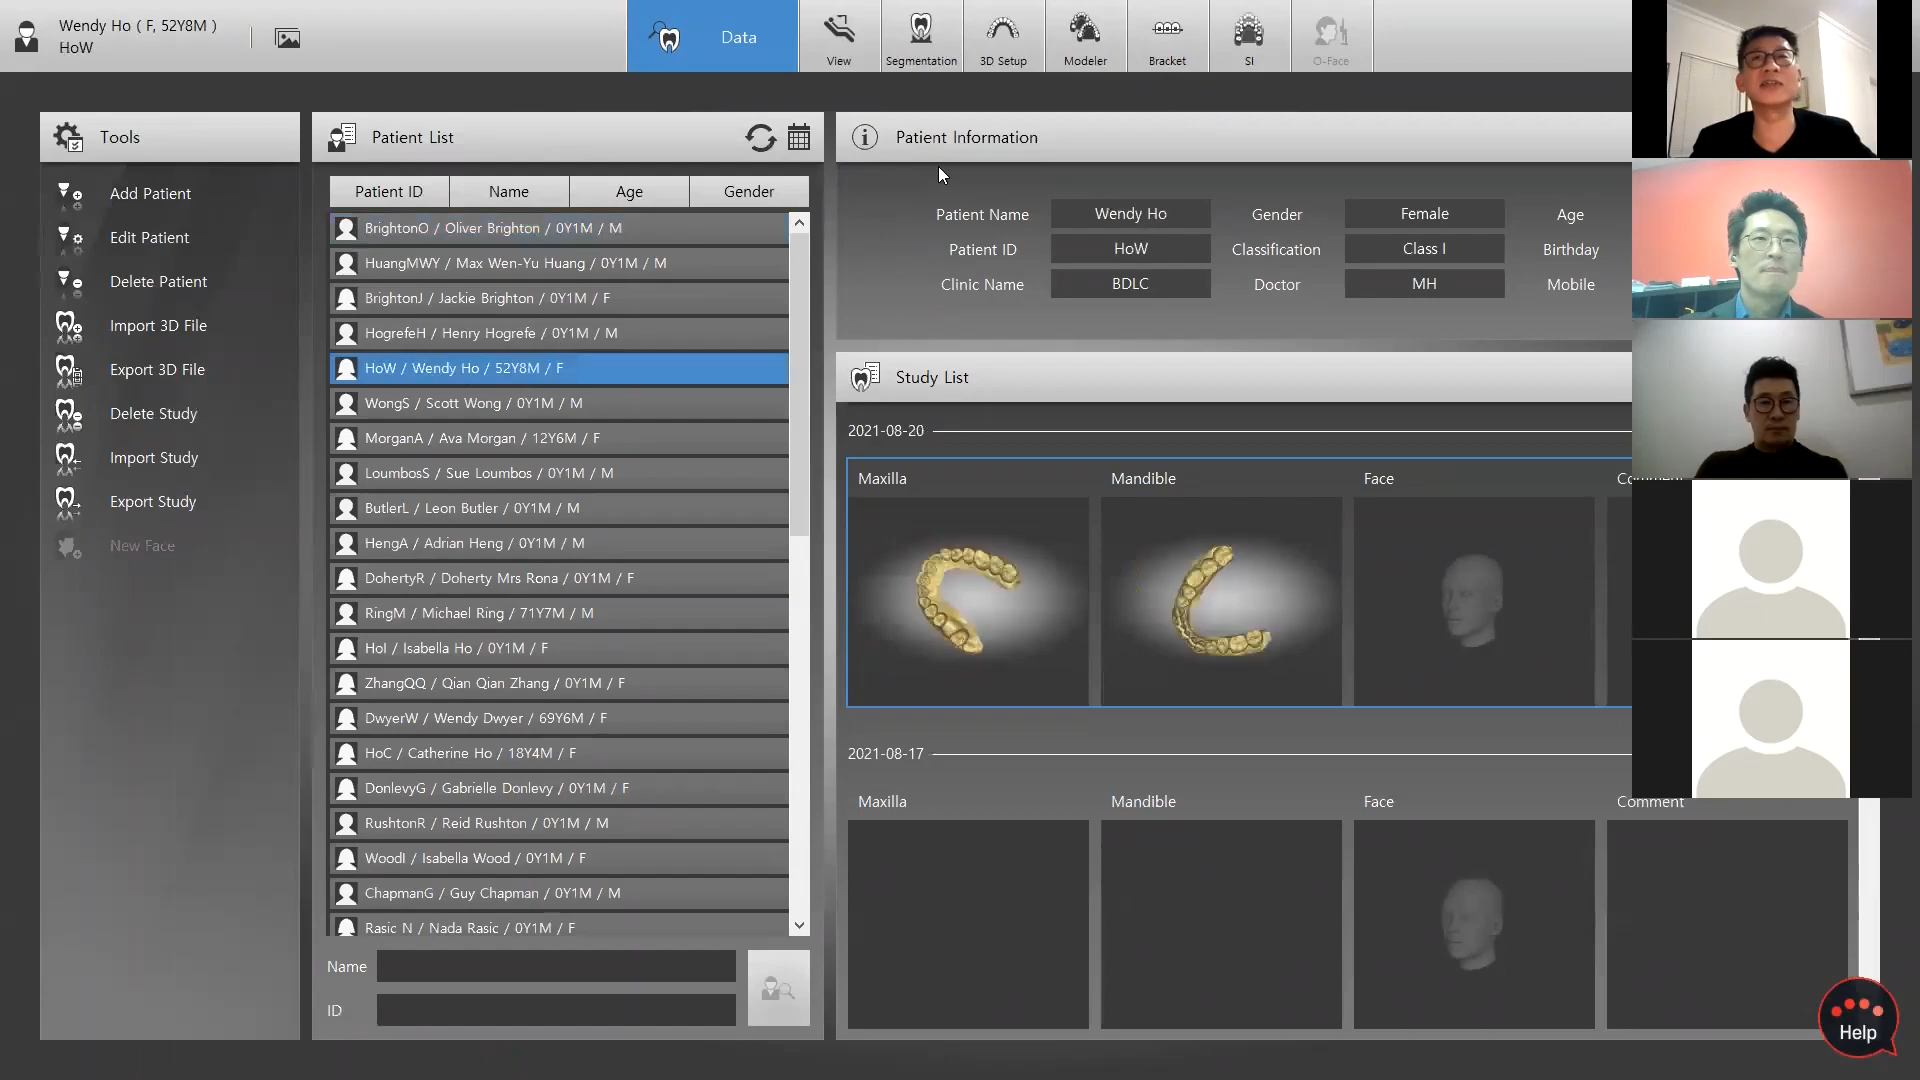 Wendy Ho ( F, 52Y8M )
HoW
Data
View
Segmentation
3D Setup
Modeler
Bracket
SI
O-Face
Tools
Add Patient
Edit Patient
Delete Patient
Import 3D File
Export 3D File
Delete Study
Import Study
Export Study
New Face
Patient List
Patient ID Name Age Gender
BrightonO / Oliver Brighton / 0Y1M / M
HuangMWY / Max Wen-Yu Huang / 0Y1M / M
BrightonJ / Jackie Brighton / 0Y1M / F
HogrefeH / Henry Hogrefe / 0Y1M / M
HoW / Wendy Ho / 52Y8M / F
WongS / Scott Wong / 0Y1M / M
MorganA / Ava Morgan / 12Y6M / F
LoumbosS / Sue Loumbos / 0Y1M / M
ButlerL / Leon Butler / 0Y1M / M
HengA / Adrian Heng / 0Y1M / M
DohertyR / Doherty Mrs Rona / 0Y1M / F
RingM / Michael Ring / 71Y7M / M
HoI / Isabella Ho / 0Y1M / F
ZhangQQ / Qian Qian Zhang / 0Y1M / F
DwyerW / Wendy Dwyer / 69Y6M / F
HoC / Catherine Ho / 18Y4M / F
DonlevyG / Gabrielle Donlevy / 0Y1M / F
RushtonR / Reid Rushton / 0Y1M / M
WoodI / Isabella Wood / 0Y1M / F
ChapmanG / Guy Chapman / 0Y1M / M
Rasic N / Nada Rasic / 0Y1M / F
Name
ID
Patient Information
Patient Name Wendy Ho Gender Female Age
Patient ID HoW Classification Class I Birthday
Clinic Name BDLC Doctor MH Mobile
Study List
2021-08-20
Maxilla Mandible Face
2021-08-17
Maxilla Mandible Face Comment
Help